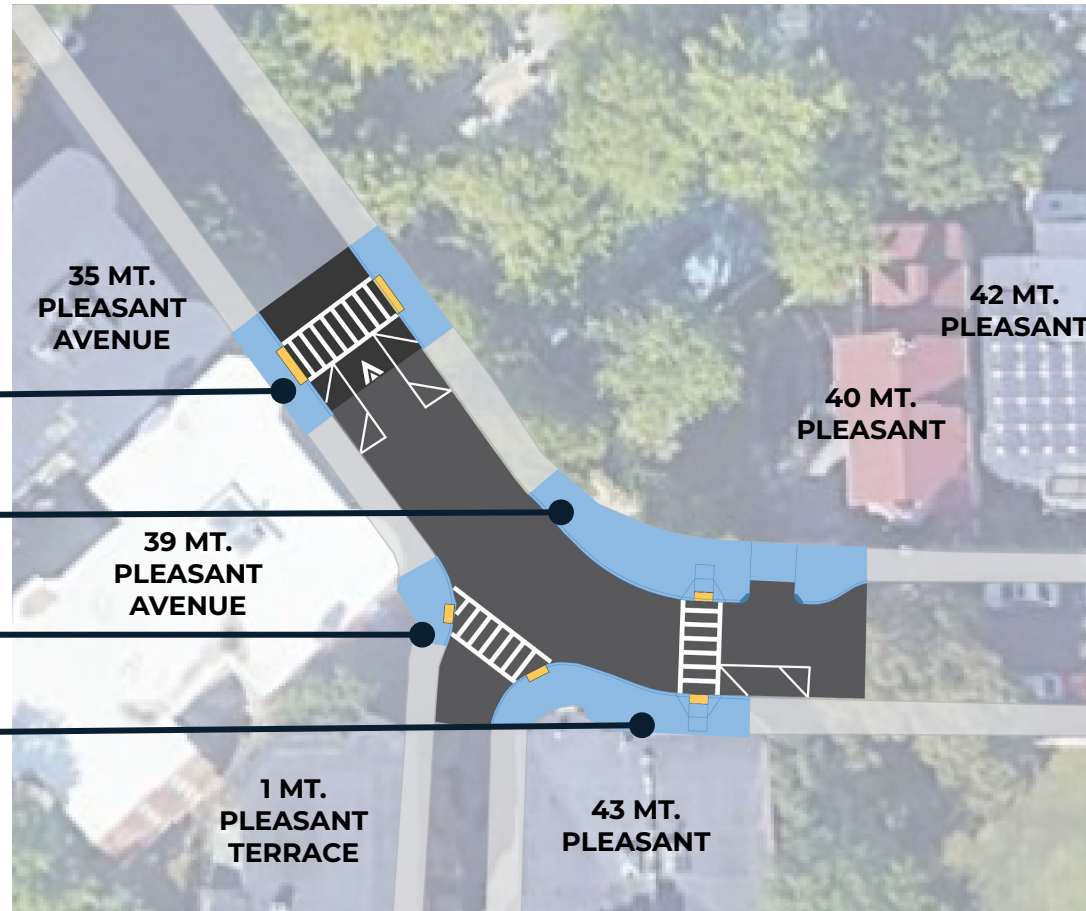 35 MT.
PLEASANT
AVENUE
42 MT.
PLEASANT
40 MT.
PLEASANT
39 MT.
PLEASANT
AVENUE
1 MT.
PLEASANT
TERRACE
43 MT.
PLEASANT